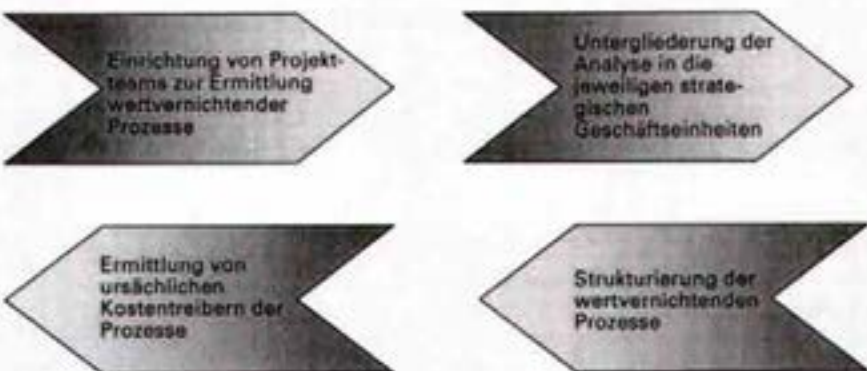 Einrichtung von Projekt-
teams zur Ermittlung
wertvernichtender
Prozesse
Untergliederung der
Analyse in die
jeweiligen strate-
gischen
Geschäftseinheiten
Ermittlung von
ursächlichen
Kostentreibern der
Prozesse
Strukturierung der
wertvernichtenden
Prozesse